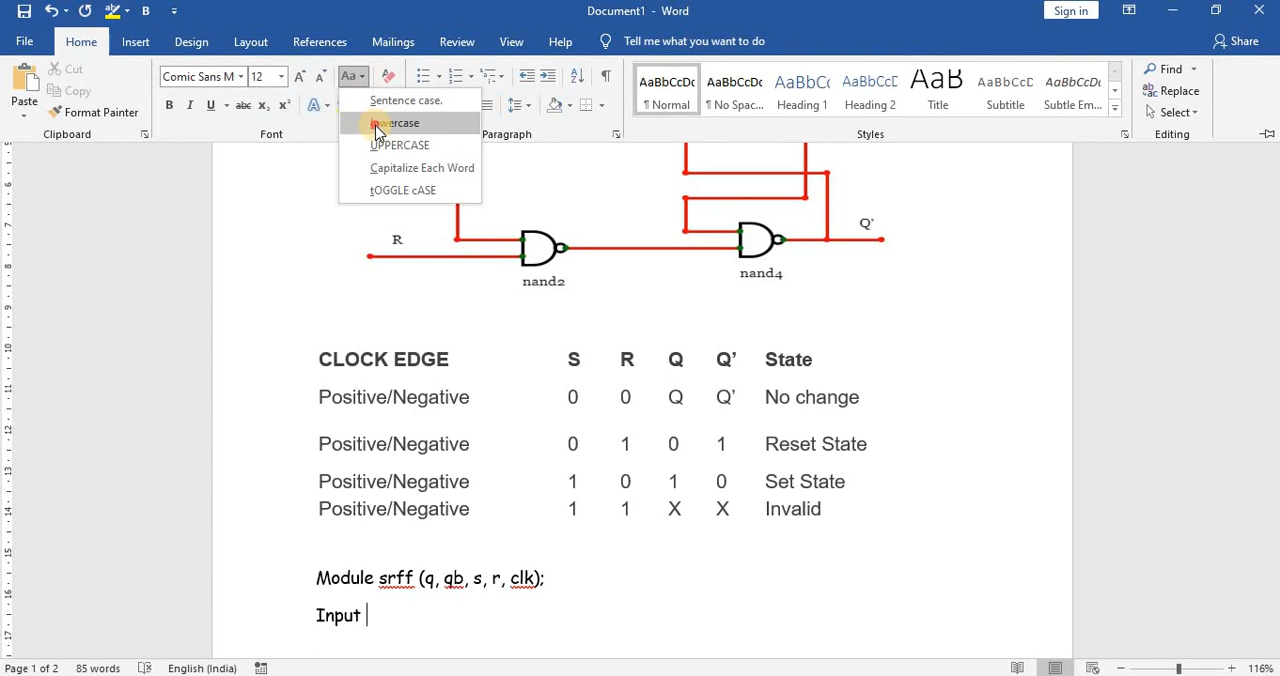 Document1 - Word
Sign in
File Home Insert Design Layout References Mailings Review View Help Tell me what you want to do Share
Paste
Cut
Copy
Format Painter
Clipboard
Comic Sans M 12 Aa
B I U abc x₂ x² A
Font
Sentence case.
lowercase
UPPERCASE
Capitalize Each Word
tOGGLE cASE
Paragraph
AaBbCcDc AaBbCcDc AaBbCc AaBbCcD AaB AaBbCcD AaBbCcDc
¶ Normal ¶ No Spac... Heading 1 Heading 2 Title Subtitle Subtle Em...
Styles
Find
Replace
Select
Editing
R
Q'
nand2
nand4
CLOCK EDGE S R Q Q’ State
Positive/Negative 0 0 Q Q’ No change
Positive/Negative 0 1 0 1 Reset State
Positive/Negative 1 0 1 0 Set State
Positive/Negative 1 1 X X Invalid
Module srff (q, qb, s, r, clk);
Input
Page 1 of 2 85 words English (India) 116%